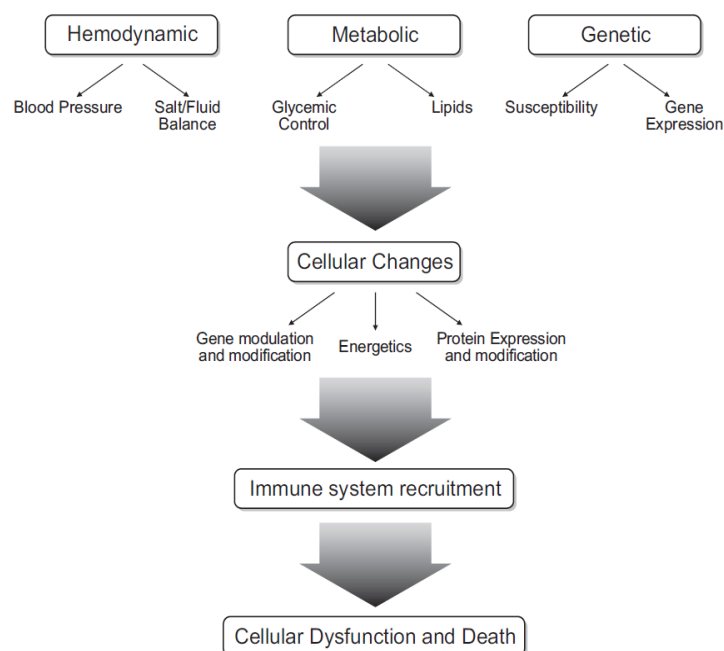 Hemodynamic
Metabolic
Genetic
Blood Pressure
Salt/Fluid
Balance
Glycemic
Control
Lipids
Susceptibility
Gene
Expression
Cellular Changes
Gene modulation
and modification
Energetics
Protein Expression
and modification
Immune system recruitment
Cellular Dysfunction and Death